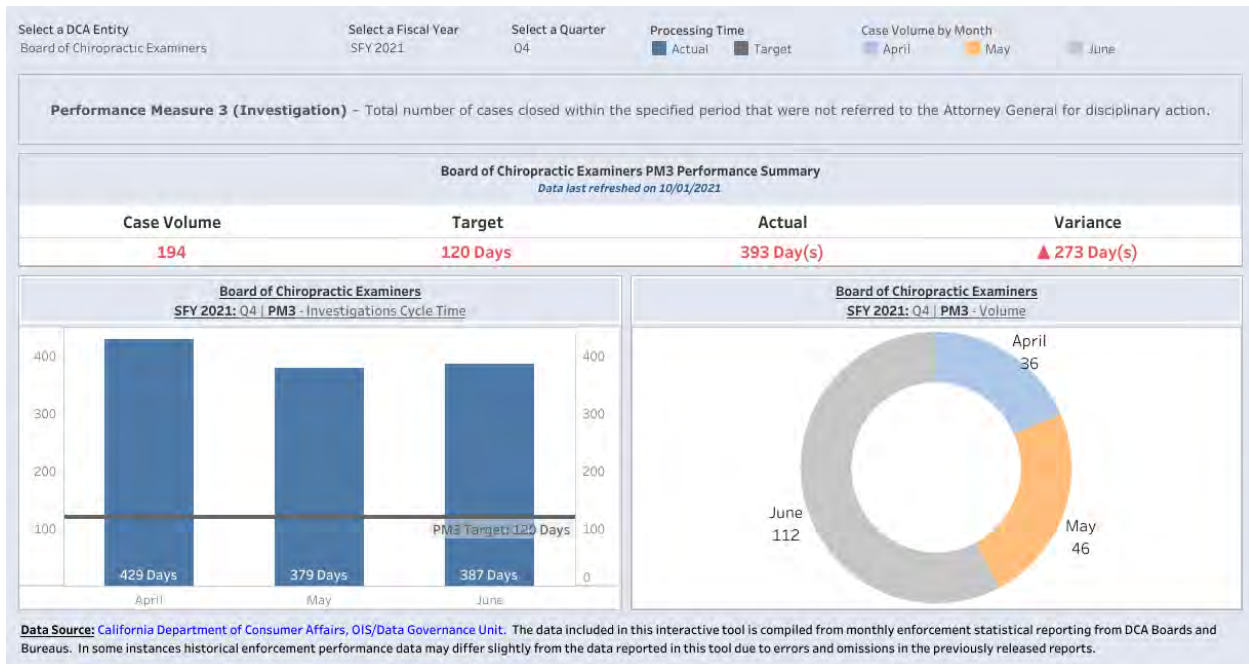 Select a DCA Entity
Board of Chiropractic Examiners
Select a Fiscal Year
SFY 2021
Select a Quarter
Q4
Processing Time
Actual
Target
Case Volume by Month
April
May
June
Performance Measure 3 (Investigation) – Total number of cases closed within the specified period that were not referred to the Attorney General for disciplinary action.
Board of Chiropractic Examiners PM3 Performance Summary
Data last refreshed on 10/01/2021
Case Volume
Target
Actual
Variance
194
120 Days
393 Day(s)
▲ 273 Day(s)
Board of Chiropractic Examiners
SFY 2021: Q4 | PM3 - Investigations Cycle Time
400
300
200
100
400
300
200
100
0
PM3 Target: 120 Days
429 Days
379 Days
387 Days
April
May
June
Board of Chiropractic Examiners
SFY 2021: Q4 | PM3 - Volume
April
36
May
46
June
112
Data Source: California Department of Consumer Affairs, OIS/Data Governance Unit. The data included in this interactive tool is compiled from monthly enforcement statistical reporting from DCA Boards and
Bureaus. In some instances historical enforcement performance data may differ slightly from the data reported in this tool due to errors and omissions in the previously released reports.